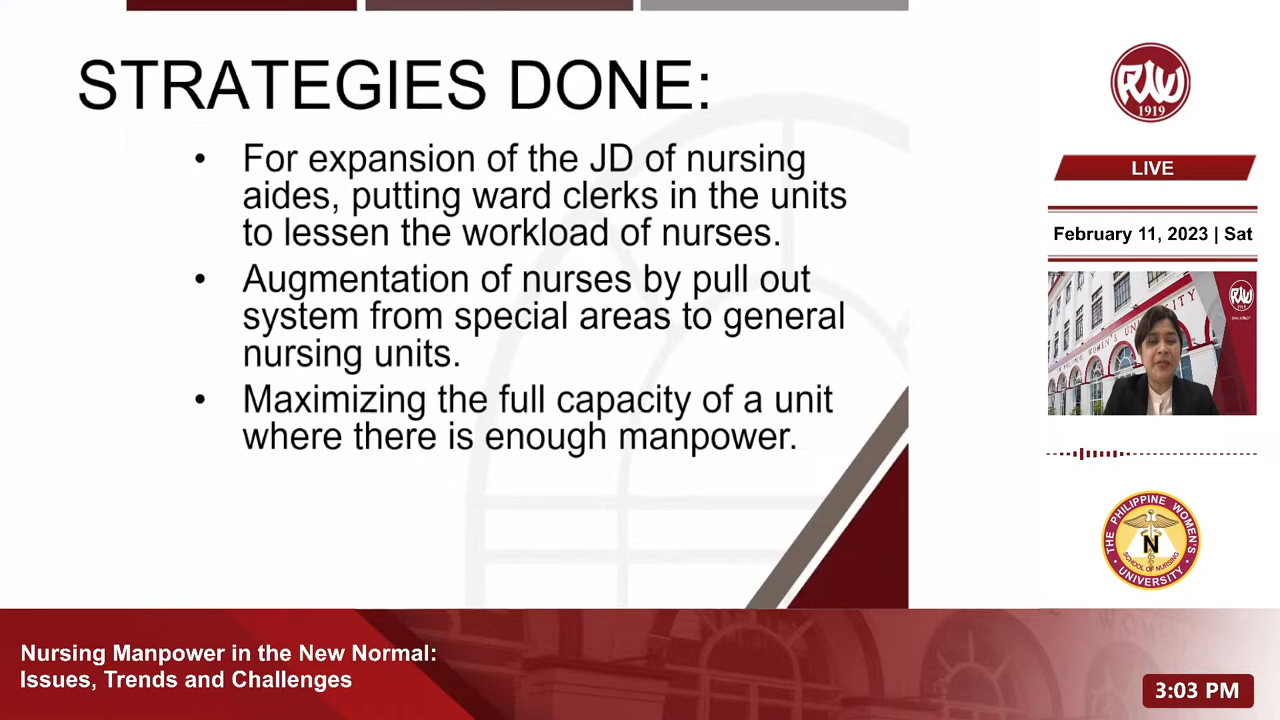 STRATEGIES DONE:
• For expansion of the JD of nursing
aides, putting ward clerks in the units
to lessen the workload of nurses.
• Augmentation of nurses by pull out
system from special areas to general
nursing units.
• Maximizing the full capacity of a unit
where there is enough manpower.
PW
1919
LIVE
February 11, 2023 | Sat
THE PHILIPPINE WOMEN'S UNIVERSITY
N
SCHOOL OF NURSING
Nursing Manpower in the New Normal:
Issues, Trends and Challenges
3:03 PM